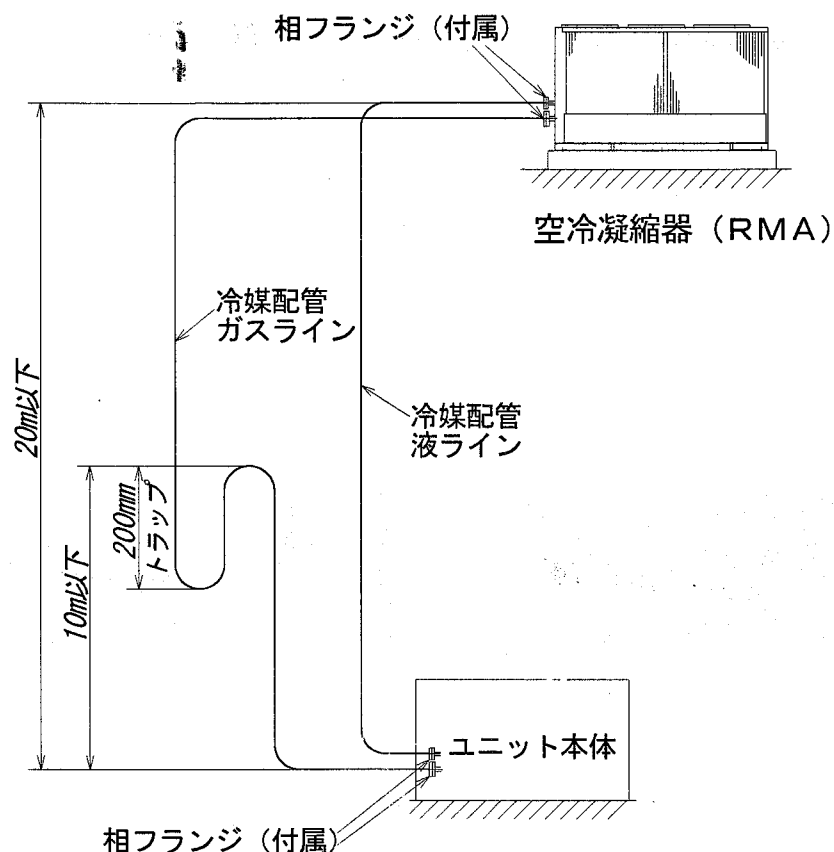 相フランジ（付属）
空冷凝縮器（RMA）
冷媒配管
ガスライン
冷媒配管
液ライン
20m以下
10m以下
200mm
トラップ
ユニット本体
相フランジ（付属）